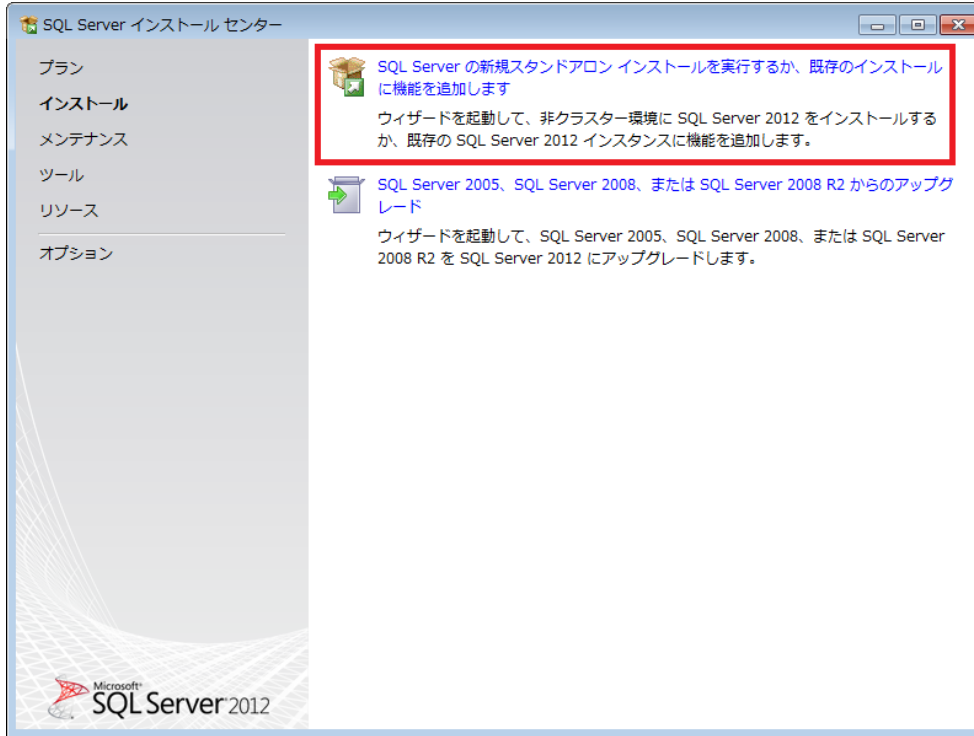 SQL Server インストール センター
プラン
インストール
メンテナンス
ツール
リソース
オプション
SQL Server の新規スタンドアロン インストールを実行するか、既存のインストール
に機能を追加します
ウィザードを起動して、非クラスター環境に SQL Server 2012 をインストールする
か、既存の SQL Server 2012 インスタンスに機能を追加します。
SQL Server 2005、SQL Server 2008、または SQL Server 2008 R2 からのアップグ
レード
ウィザードを起動して、SQL Server 2005、SQL Server 2008、または SQL Server
2008 R2 を SQL Server 2012 にアップグレードします。
Microsoft®
SQL Server® 2012